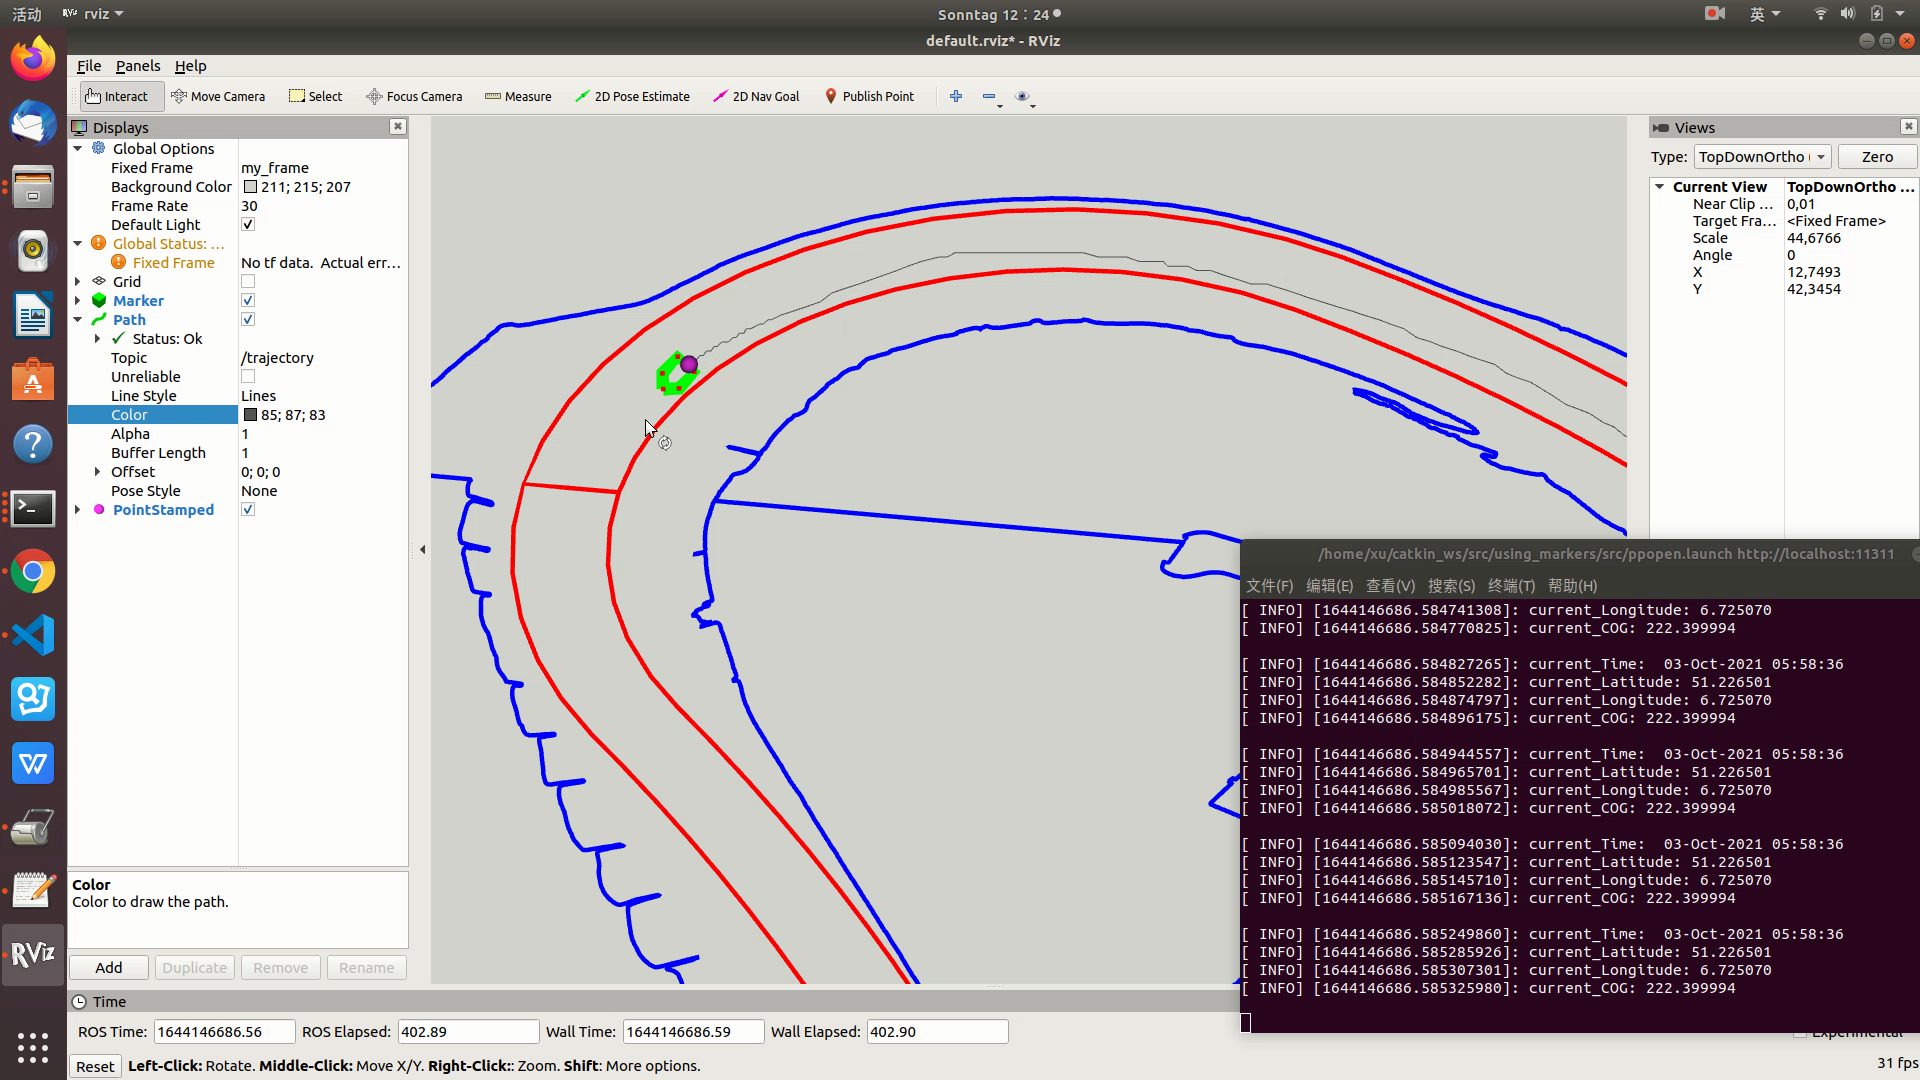 活动 RViz rviz Sonntag 12：24 英
default.rviz* - RViz
File Panels Help
Interact Move Camera Select Focus Camera Measure 2D Pose Estimate 2D Nav Goal Publish Point
Displays
Global Options
Fixed Frame my_frame
Background Color 211; 215; 207
Frame Rate 30
Default Light
Global Status: ...
Fixed Frame No tf data. Actual err...
Grid
Marker
Path
Status: Ok
Topic /trajectory
Unreliable
Line Style Lines
Color 85; 87; 83
Alpha 1
Buffer Length 1
Offset 0; 0; 0
Pose Style None
PointStamped
Color
Color to draw the path.
Add Duplicate Remove Rename
Views
Type: TopDownOrtho ( Zero
Current View TopDownOrtho ...
Near Clip ... 0,01
Target Fra... <Fixed Frame>
Scale 44,6766
Angle 0
X 12,7493
Y 42,3454
/home/xu/catkin_ws/src/using_markers/src/ppopen.launch http://localhost:11311
文件(F) 编辑(E) 查看(V) 搜索(S) 终端(T) 帮助(H)
[ INFO] [1644146686.584741308]: current_Longitude: 6.725070
[ INFO] [1644146686.584770825]: current_COG: 222.399994
[ INFO] [1644146686.584827265]: current_Time:  03-Oct-2021 05:58:36
[ INFO] [1644146686.584852282]: current_Latitude: 51.226501
[ INFO] [1644146686.584874797]: current_Longitude: 6.725070
[ INFO] [1644146686.584896175]: current_COG: 222.399994
[ INFO] [1644146686.584944557]: current_Time:  03-Oct-2021 05:58:36
[ INFO] [1644146686.584965701]: current_Latitude: 51.226501
[ INFO] [1644146686.584985567]: current_Longitude: 6.725070
[ INFO] [1644146686.585018072]: current_COG: 222.399994
[ INFO] [1644146686.585094030]: current_Time:  03-Oct-2021 05:58:36
[ INFO] [1644146686.585123547]: current_Latitude: 51.226501
[ INFO] [1644146686.585145710]: current_Longitude: 6.725070
[ INFO] [1644146686.585167136]: current_COG: 222.399994
[ INFO] [1644146686.585249860]: current_Time:  03-Oct-2021 05:58:36
[ INFO] [1644146686.585285926]: current_Latitude: 51.226501
[ INFO] [1644146686.585307301]: current_Longitude: 6.725070
[ INFO] [1644146686.585325980]: current_COG: 222.399994
RViz
Time
ROS Time: 1644146686.56 ROS Elapsed: 402.89 Wall Time: 1644146686.59 Wall Elapsed: 402.90 Experimental
Reset Left-Click: Rotate. Middle-Click: Move X/Y. Right-Click:: Zoom. Shift: More options. 31 fps